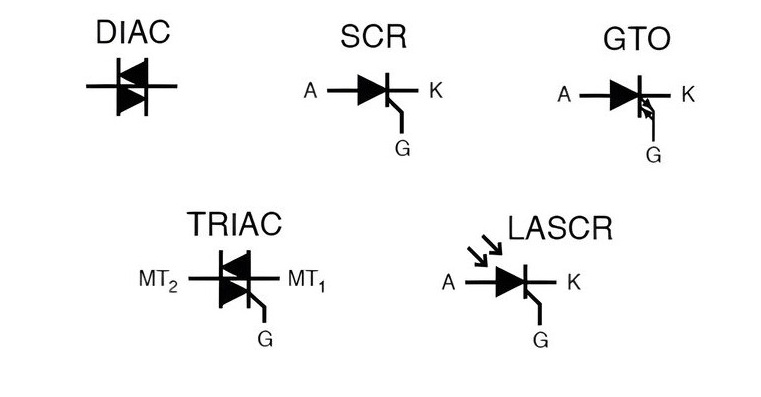 DIAC
SCR
GTO
A K
G
A K
G
TRIAC
LASCR
MT₂ MT₁
G
A K
G